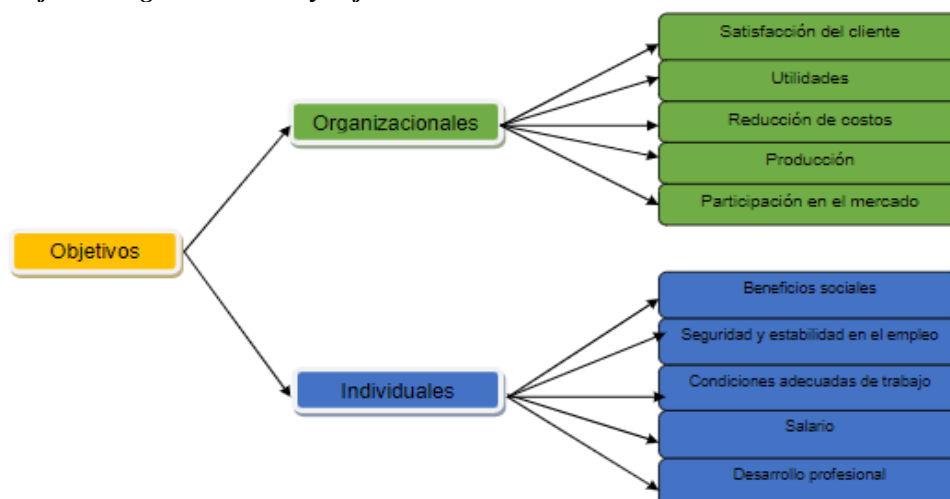 Satisfacción del cliente
Utilidades
Organizacionales
Reducción de costos
Producción
Participación en el mercado
Objetivos
Beneficios sociales
Seguridad y estabilidad en el empleo
Individuales
Condiciones adecuadas de trabajo
Salario
Desarrollo profesional